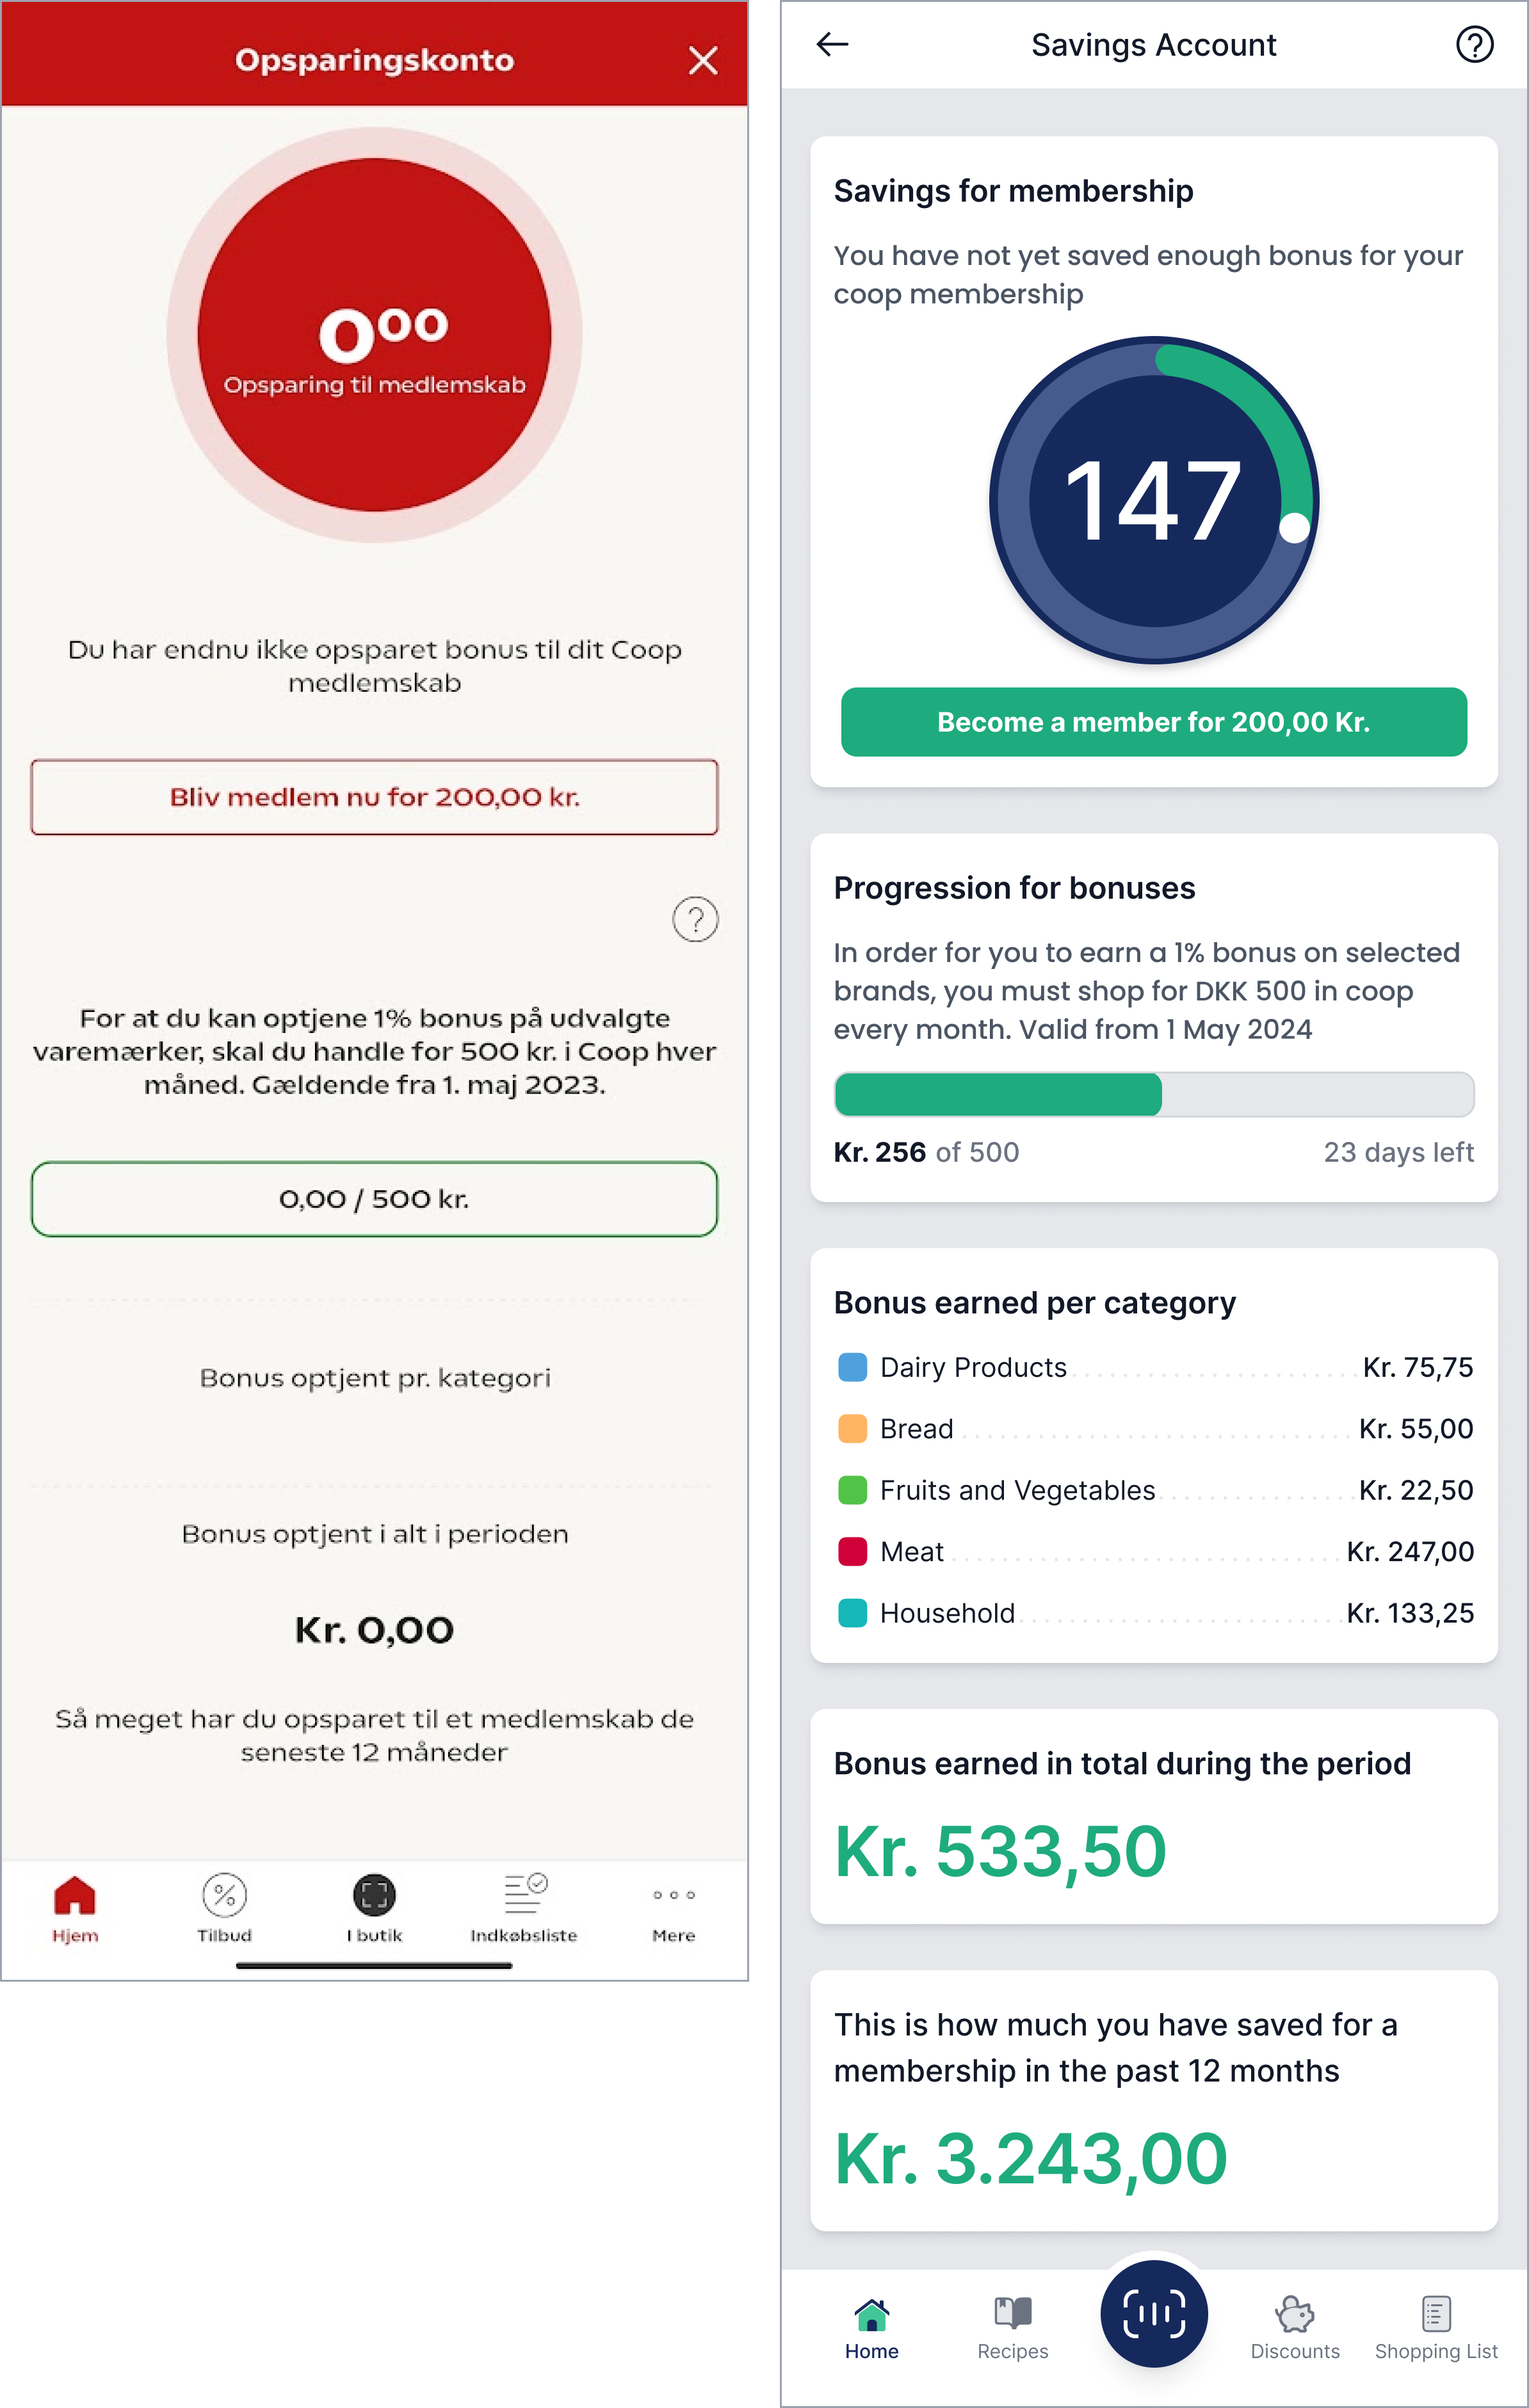 Opsparingskonto
0⁰⁰
Opsparing til medlemskab
Du har endnu ikke opsparet bonus til dit Coop
medlemskab
Bliv medlem nu for 200,00 kr.
?
For at du kan optjene 1% bonus på udvalgte
varemærker, skal du handle for 500 kr. i Coop hver
måned. Gældende fra 1. maj 2023.
0,00 / 500 kr.
Bonus optjent pr. kategori
Bonus optjent i alt i perioden
Kr. 0,00
Så meget har du opsparet til et medlemskab de
seneste 12 måneder
Hjem
Tilbud
I butik
Indkøbsliste
Mere
Savings Account
?
Savings for membership
You have not yet saved enough bonus for your
coop membership
147
Become a member for 200,00 Kr.
Progression for bonuses
In order for you to earn a 1% bonus on selected
brands, you must shop for DKK 500 in coop
every month. Valid from 1 May 2024
Kr. 256 of 500 23 days left
Bonus earned per category
Dairy Products Kr. 75,75
Bread Kr. 55,00
Fruits and Vegetables Kr. 22,50
Meat Kr. 247,00
Household Kr. 133,25
Bonus earned in total during the period
Kr. 533,50
This is how much you have saved for a
membership in the past 12 months
Kr. 3.243,00
Home
Recipes
Discounts
Shopping List